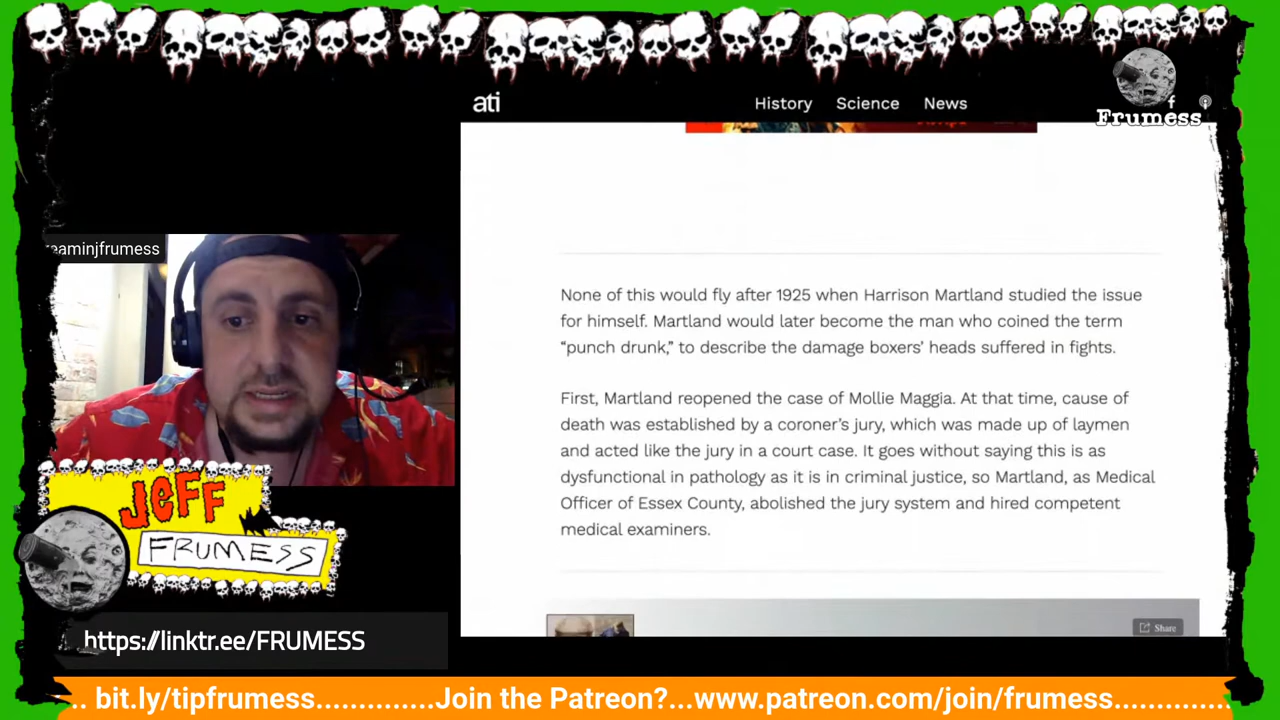 ati
History Science News
Frumess
eaminjfrumess
None of this would fly after 1925 when Harrison Martland studied the issue
for himself. Martland would later become the man who coined the term
“punch drunk,” to describe the damage boxers’ heads suffered in fights.
First, Martland reopened the case of Mollie Maggia. At that time, cause of
death was established by a coroner’s jury, which was made up of laymen
and acted like the jury in a court case. It goes without saying this is as
dysfunctional in pathology as it is in criminal justice, so Martland, as Medical
Officer of Essex County, abolished the jury system and hired competent
medical examiners.
Share
JEFF
FRUMESS
https://linktr.ee/FRUMESS
.. bit.ly/tipfrumess..............Join the Patreon?...www.patreon.com/join/frumess..............